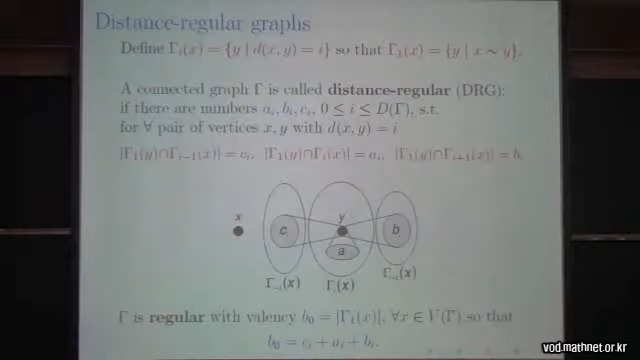 Distance-regular graphs
Define Γᵢ(x) = {y | d(x, y) = i} so that Γ₁(x) = {y | x ~ y}.
A connected graph Γ is called distance-regular (DRG):
if there are numbers aᵢ, bᵢ, cᵢ, 0 ≤ i ≤ D(Γ), s.t.
for ∀ pair of vertices x, y with d(x, y) = i
|Γ₁(y)∩Γᵢ₋₁(x)| = cᵢ, |Γ₁(y)∩Γᵢ(x)| = aᵢ, |Γ₁(y)∩Γᵢ₊₁(x)| = bᵢ
x y
c b
a
Γᵢ₋₁(x) Γᵢ(x) Γᵢ₊₁(x)
Γ is regular with valency b₀ = |Γ₁(x)|, ∀x ∈ V(Γ) so that
b₀ = cᵢ + aᵢ + bᵢ.
vod.mathnet.or.kr